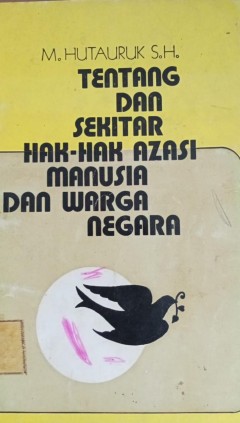 M. HUTAURUK S.H.
TENTANG
DAN
SEKITAR
HAK-HAK AZASI
MANUSIA
DAN WARGA
NEGARA